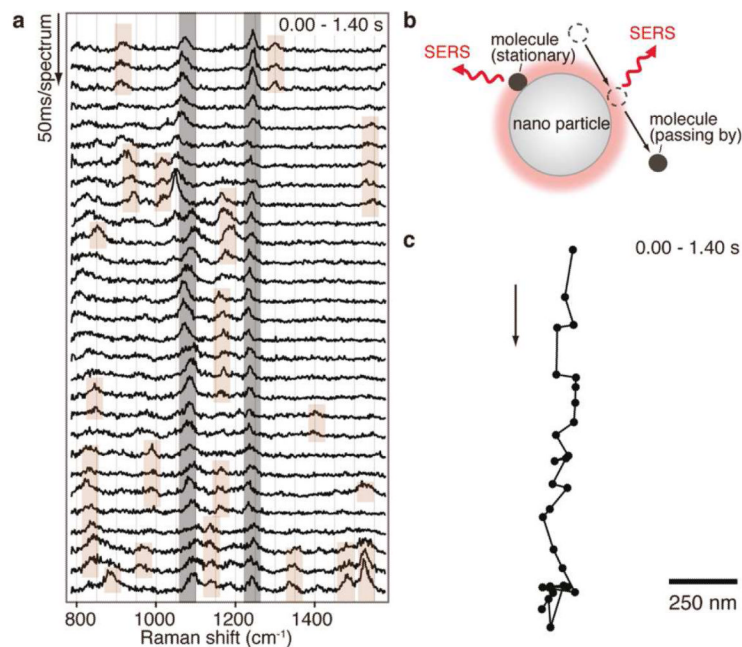 a
0.00 - 1.40 s
50ms/spectrum
800
1000
1200
1400
Raman shift (cm⁻¹)
b
SERS
molecule
(stationary)
SERS
nano particle
molecule
(passing by)
c
0.00 - 1.40 s
250 nm